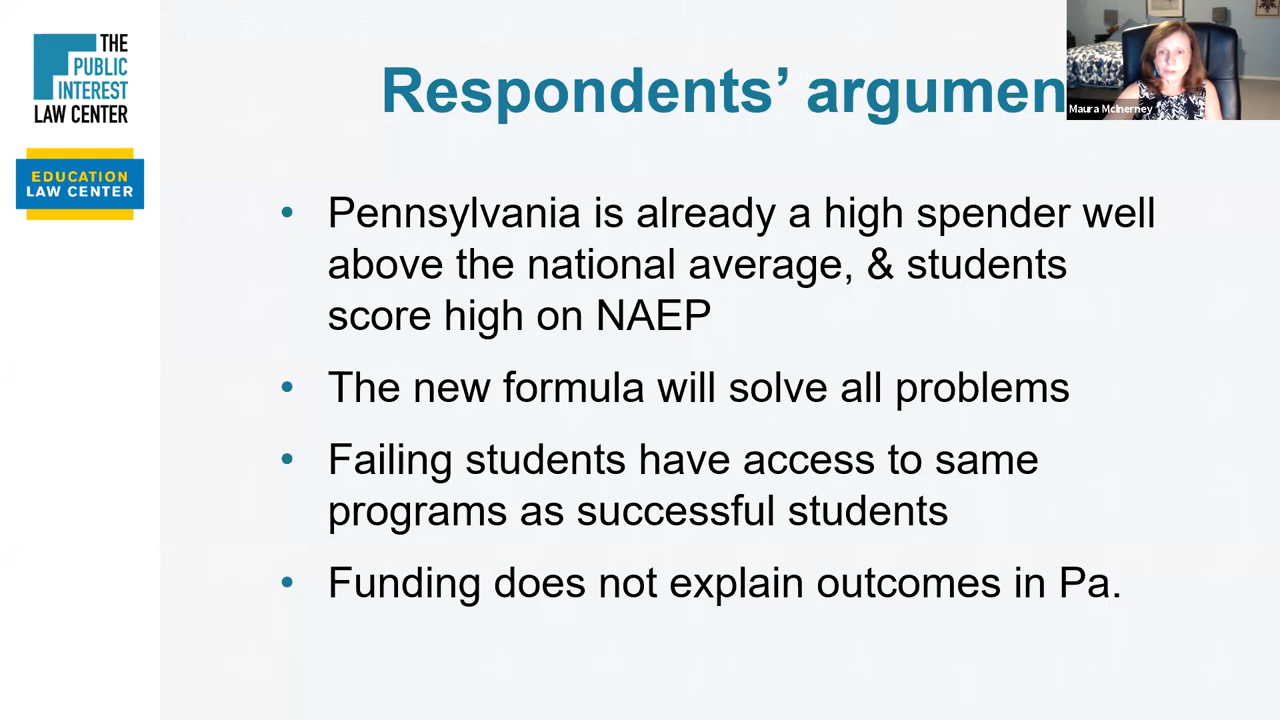 THE
PUBLIC
INTEREST
LAW CENTER
EDUCATION
LAW CENTER
Respondents’ argumen
Maura McInerney
• Pennsylvania is already a high spender well
above the national average, & students
score high on NAEP
• The new formula will solve all problems
• Failing students have access to same
programs as successful students
• Funding does not explain outcomes in Pa.